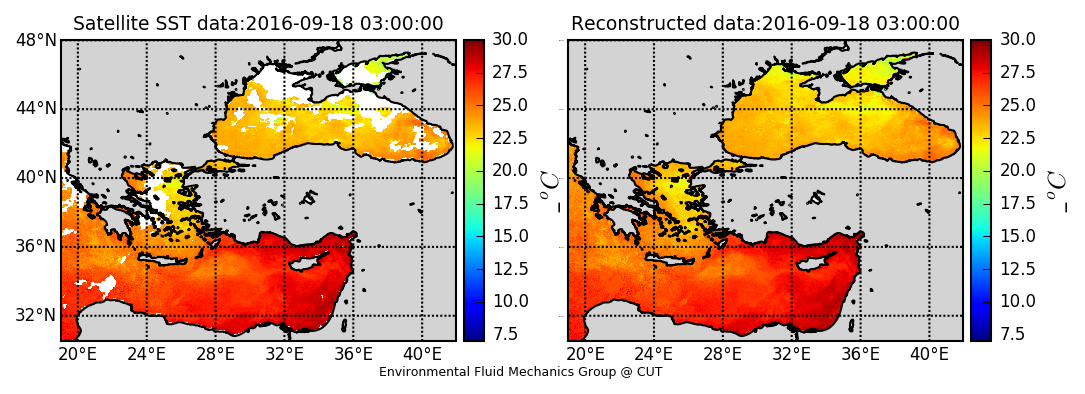 Satellite SST data:2016-09-18 03:00:00
48°N
44°N
40°N
36°N
32°N
20°E 24°E 28°E 32°E 36°E 40°E
30.0
27.5
25.0
22.5
20.0
17.5
15.0
12.5
10.0
7.5
_ °C
Reconstructed data:2016-09-18 03:00:00
20°E 24°E 28°E 32°E 36°E 40°E
30.0
27.5
25.0
22.5
20.0
17.5
15.0
12.5
10.0
7.5
_ °C
Environmental Fluid Mechanics Group @ CUT